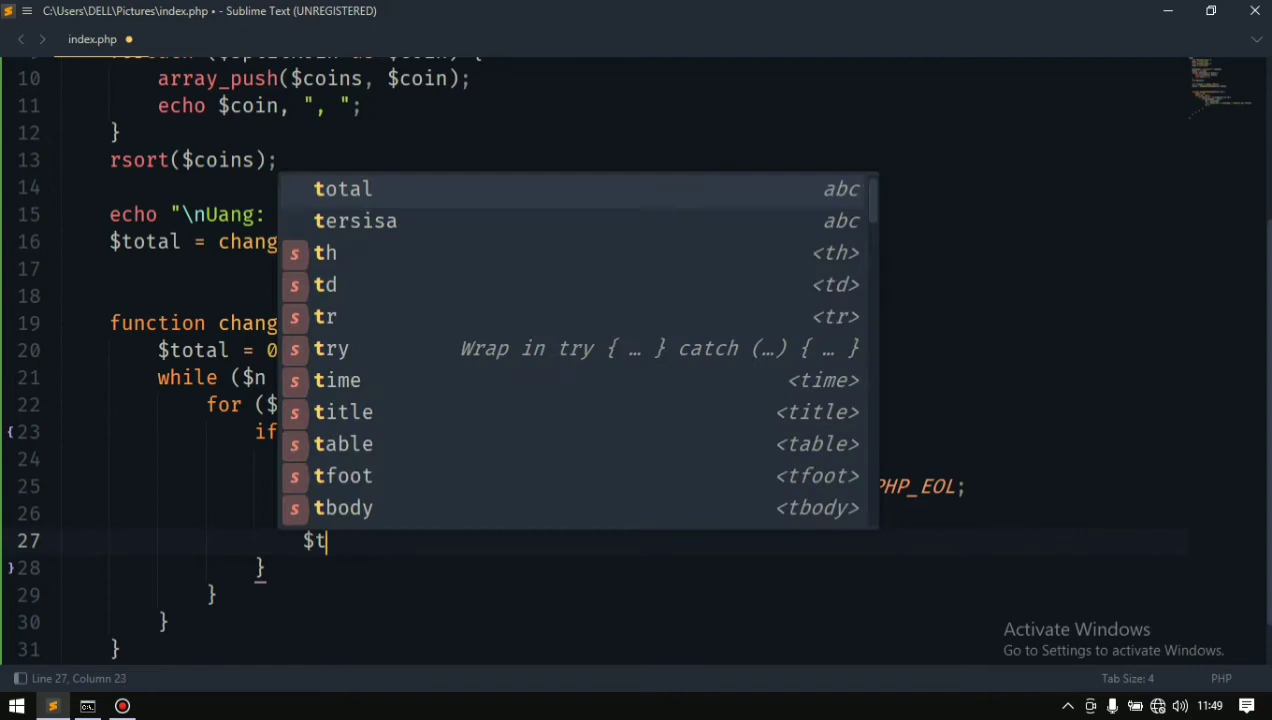 C:\Users\DELL\Pictures\index.php • - Sublime Text (UNREGISTERED)
index.php
10 array_push($coins, $coin);
11 echo $coin, ", ";
12 }
13 rsort($coins);
14
15 echo "\nUang:
16 $total = chang
17
18
19 function chang
20 $total = 0
21 while ($n
22 for ($
23 if
24
25 PHP_EOL;
26
27 $t
28 }
29 }
30 }
31 }
total abc
tersisa abc
s th <th>
s td <td>
s tr <tr>
s try Wrap in try { … } catch (…) { … }
s time <time>
s title <title>
s table <table>
s tfoot <tfoot>
s tbody <tbody>
Activate Windows
Go to Settings to activate Windows.
Line 27, Column 23
Tab Size: 4
PHP
11:49